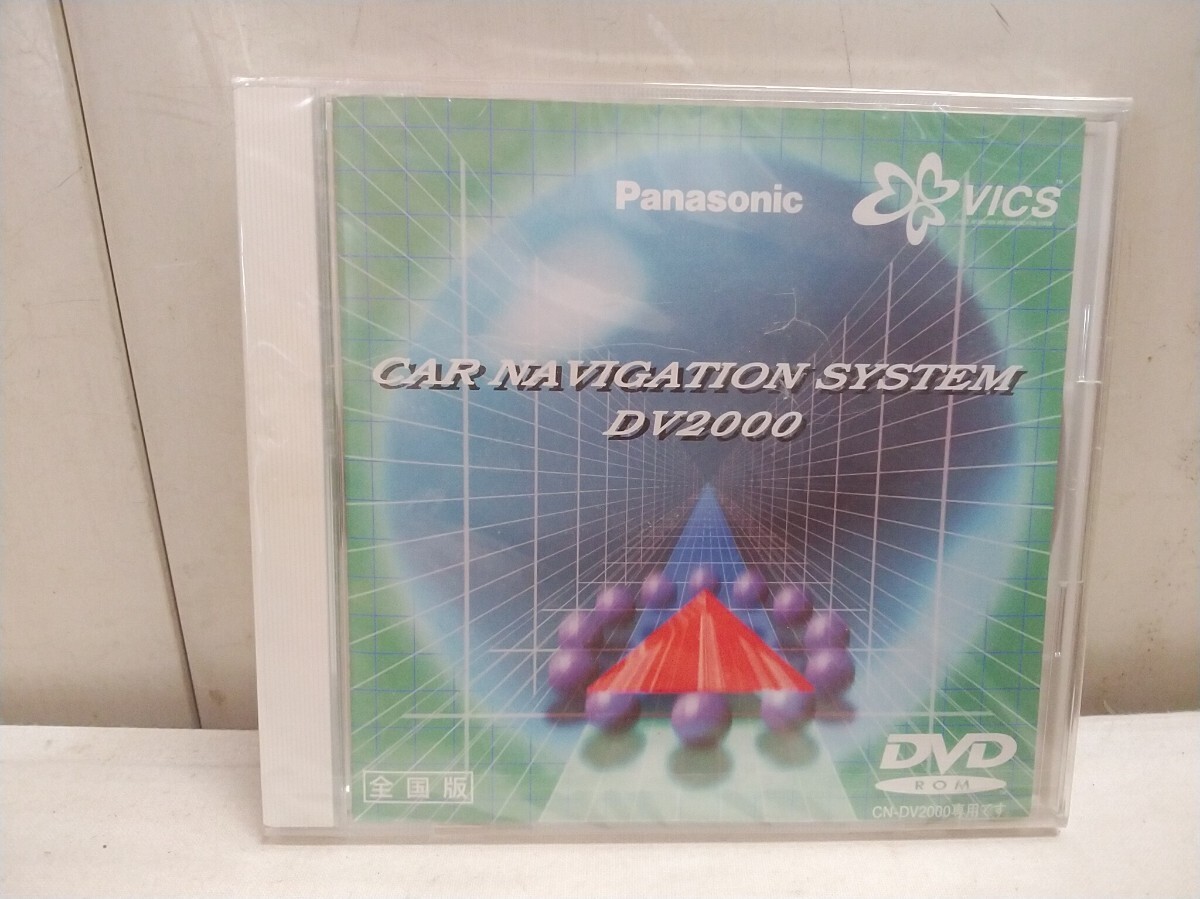 Panasonic
VICS
CAR NAVIGATION SYSTEM
DV2000
DVD
ROM
全国版
CN-DV2000専用です